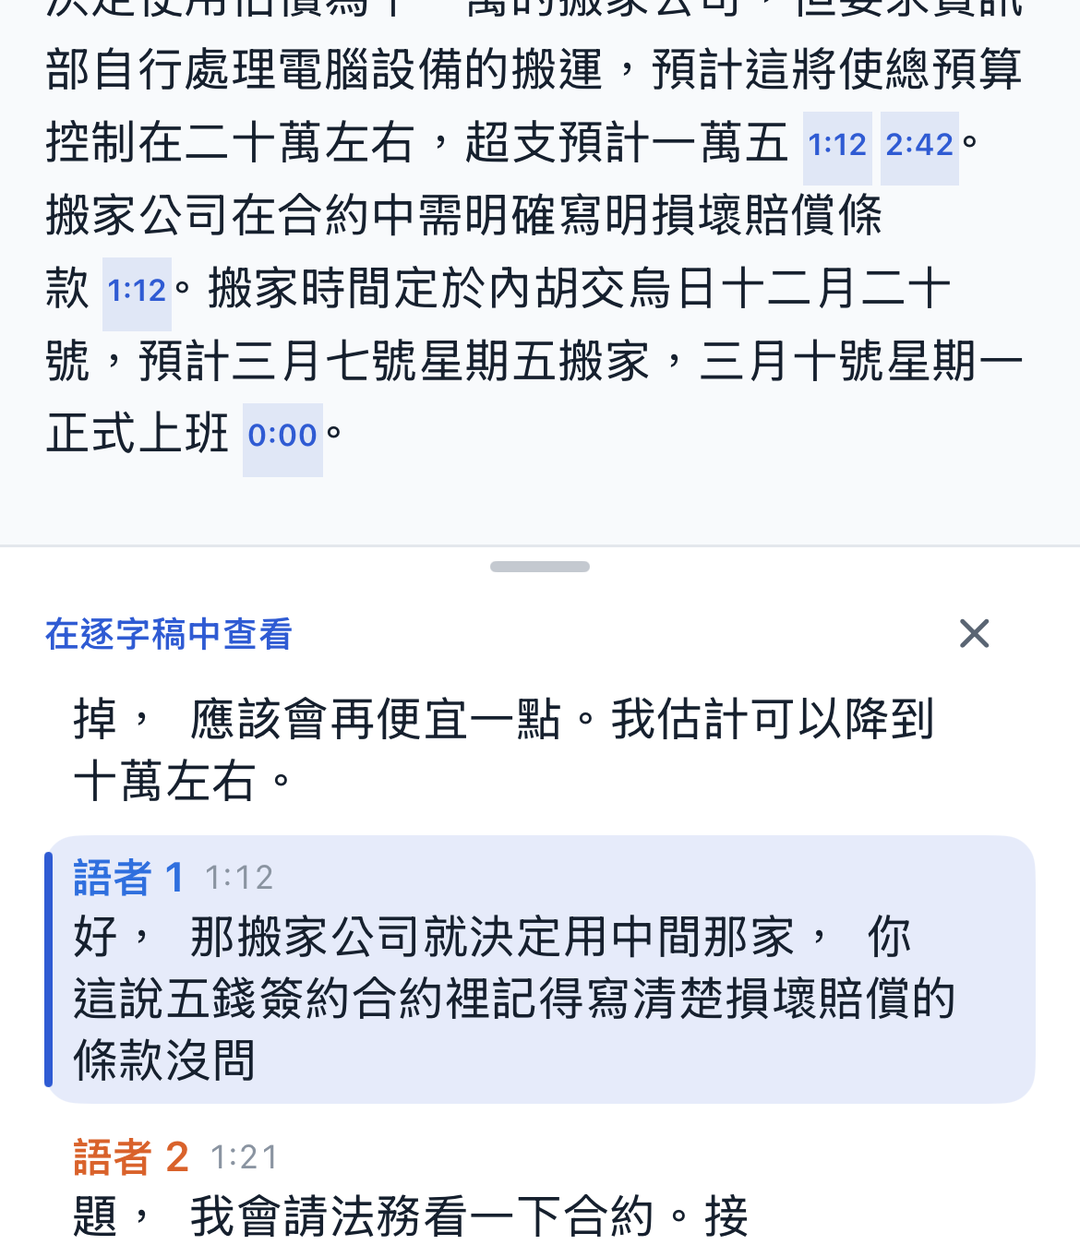 部自行處理電腦設備的搬運，預計這將使總預算
控制在二十萬左右，超支預計一萬五 1:12 2:42。
搬家公司在合約中需明確寫明損壞賠償條
款 1:12。搬家時間定於內胡交烏日十二月二十
號，預計三月七號星期五搬家，三月十號星期一
正式上班 0:00。
在逐字稿中查看
掉， 應該會再便宜一點。我估計可以降到
十萬左右。
語者 1 1:12
好， 那搬家公司就決定用中間那家， 你
這說五錢簽約合約裡記得寫清楚損壞賠償的
條款沒問
語者 2 1:21
題， 我會請法務看一下合約。接